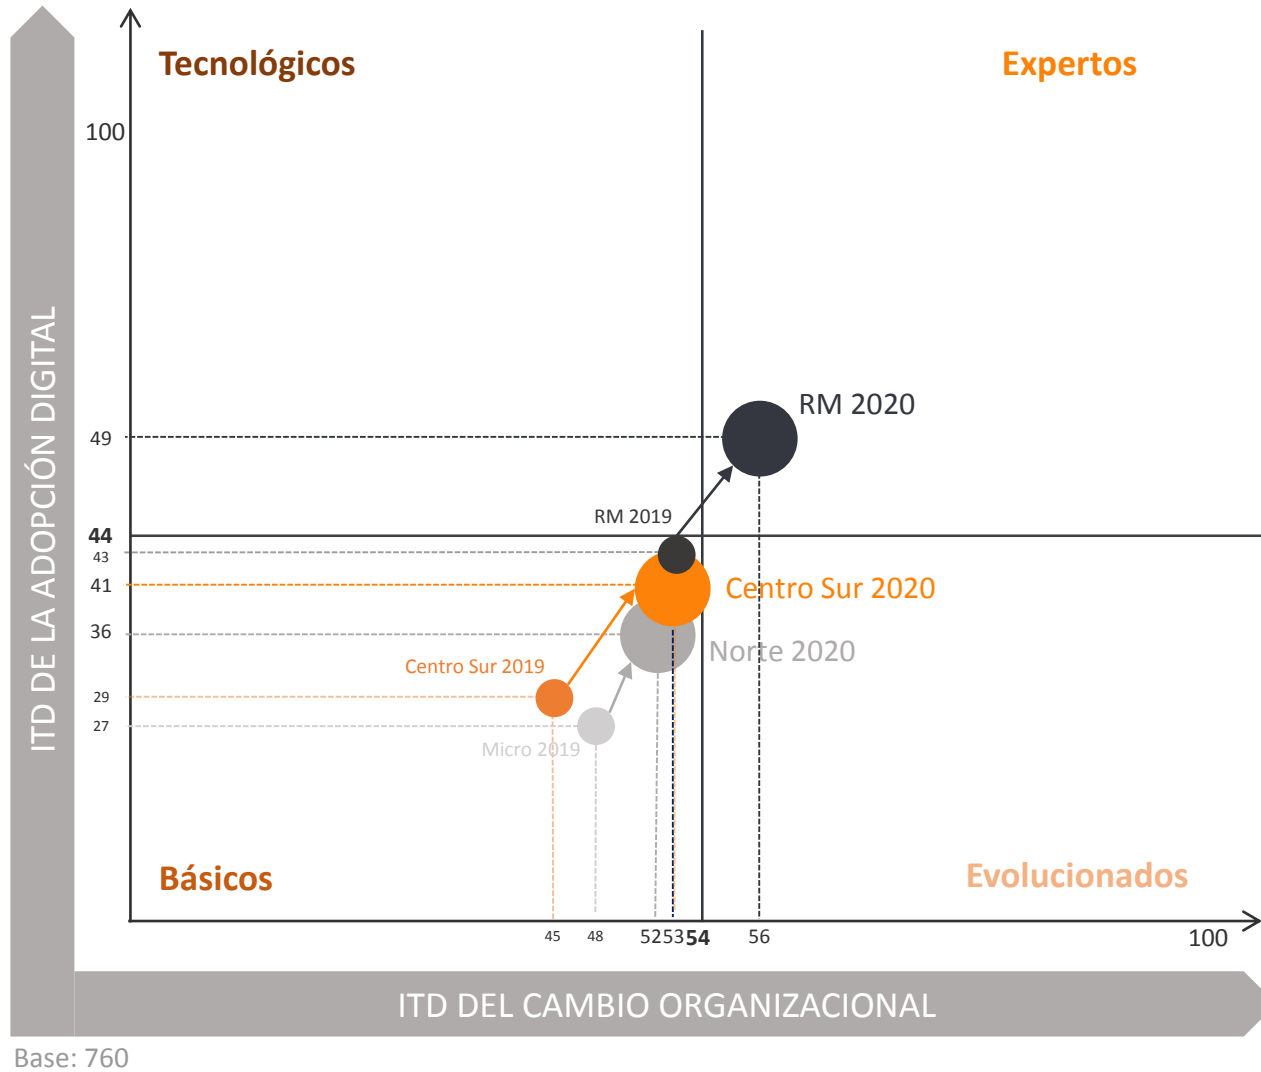 Tecnológicos
Expertos
100
ITD DE LA ADOPCIÓN DIGITAL
RM 2020
49
RM 2019
44
43
41
Centro Sur 2020
36
Norte 2020
Centro Sur 2019
29
27
Micro 2019
Básicos
Evolucionados
45 48 52 53 54 56 100
ITD DEL CAMBIO ORGANIZACIONAL
Base: 760